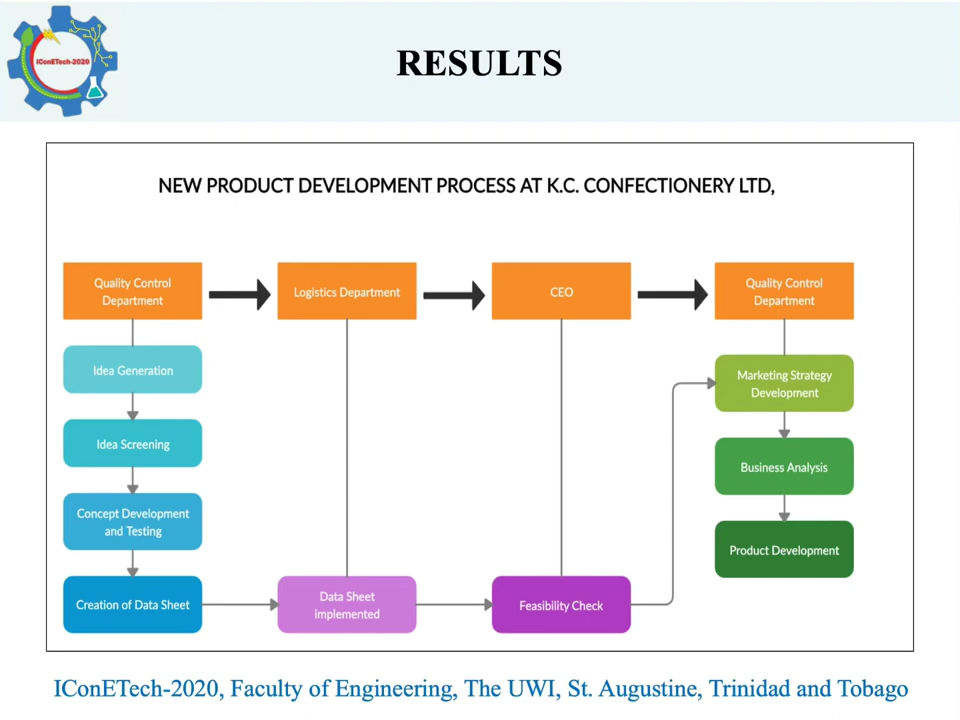 IConETech-2020
RESULTS
NEW PRODUCT DEVELOPMENT PROCESS AT K.C. CONFECTIONERY LTD,
Quality Control
Department
Logistics Department
CEO
Quality Control
Department
Idea Generation
Idea Screening
Concept Development
and Testing
Creation of Data Sheet
Data Sheet
implemented
Feasibility Check
Marketing Strategy
Development
Business Analysis
Product Development
IConETech-2020, Faculty of Engineering, The UWI, St. Augustine, Trinidad and Tobago